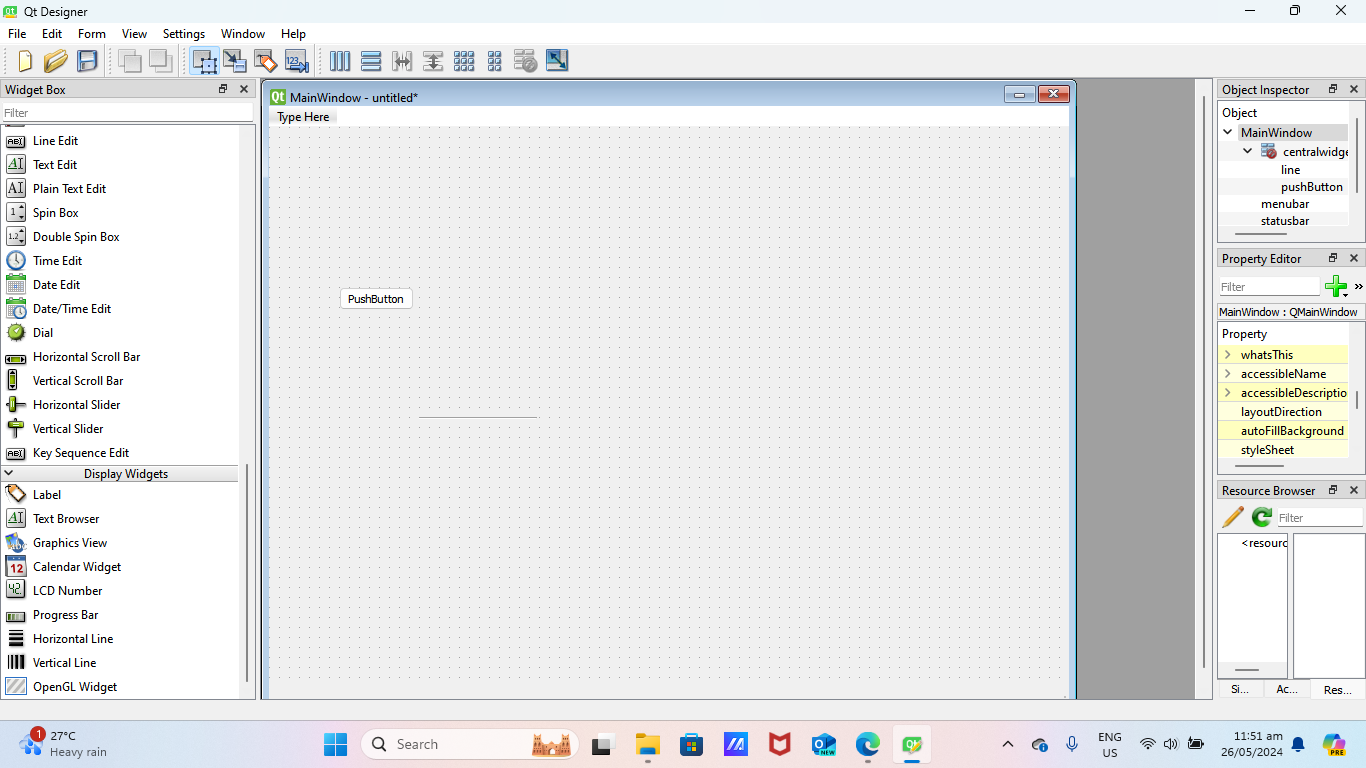 Qt Designer
File Edit Form View Settings Window Help
Widget Box
Filter
Line Edit
Text Edit
Plain Text Edit
Spin Box
Double Spin Box
Time Edit
Date Edit
Date/Time Edit
Dial
Horizontal Scroll Bar
Vertical Scroll Bar
Horizontal Slider
Vertical Slider
Key Sequence Edit
Display Widgets
Label
Text Browser
Graphics View
Calendar Widget
LCD Number
Progress Bar
Horizontal Line
Vertical Line
OpenGL Widget
MainWindow - untitled*
Type Here
PushButton
Object Inspector
Object
MainWindow
centralwidge
line
pushButton
menubar
statusbar
Property Editor
Filter
MainWindow : QMainWindow
Property
whatsThis
accessibleName
accessibleDescriptio
layoutDirection
autoFillBackground
styleSheet
Resource Browser
Filter
<resourc
Si... Ac... Res...
1
27°C
Heavy rain
Search
NEW
ENG
US
11:51 am
26/05/2024
PRE